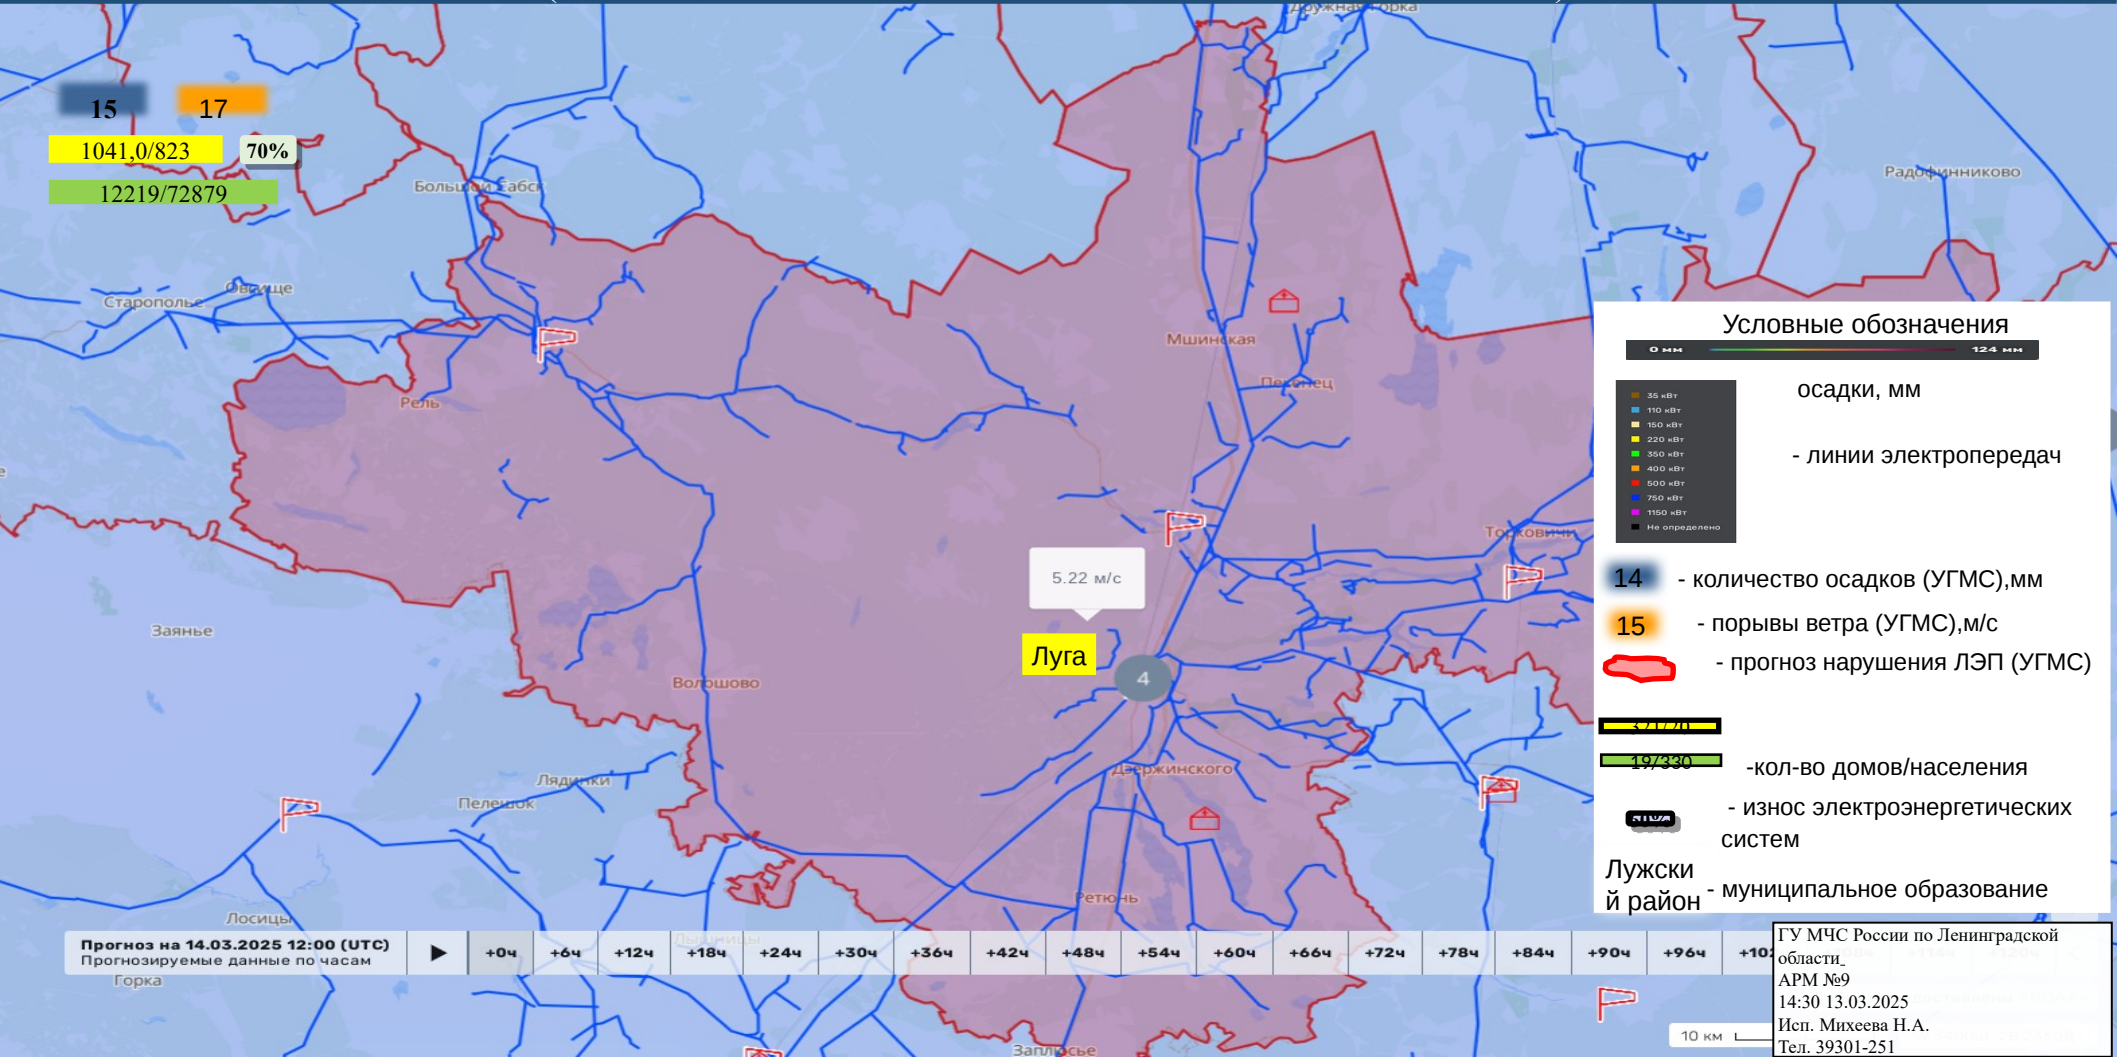 Дружная Горка
15
17
1041,0/823
70%
12219/72879
Большой Сабск
Радофинниково
Старополье
Овсище
Мшинская
Пехенец
Рель
Торковичи
5.22 м/с
Луга
4
Заянье
Волошово
Дзержинского
Лядинки
Пелешок
Ретюнь
Лосицы
Лышницы
Горка
Заплюсье
Условные обозначения
0 мм
124 мм
осадки, мм
35 кВт
110 кВт
150 кВт
220 кВт
350 кВт
400 кВт
500 кВт
750 кВт
1150 кВт
Не определено
- линии электропередач
14 - количество осадков (УГМС),мм
15 - порывы ветра (УГМС),м/с
- прогноз нарушения ЛЭП (УГМС)
321/20
19/330
-кол-во домов/населения
- износ электроэнергетических
систем
Лужски
й район
- муниципальное образование
Прогноз на 14.03.2025 12:00 (UTC)
Прогнозируемые данные по часам
+0ч +6ч +12ч +18ч +24ч +30ч +36ч +42ч +48ч +54ч +60ч +66ч +72ч +78ч +84ч +90ч +96ч
10 км
ГУ МЧС России по Ленинградской
области_
АРМ №9
14:30 13.03.2025
Исп. Михеева Н.А.
Тел. 39301-251